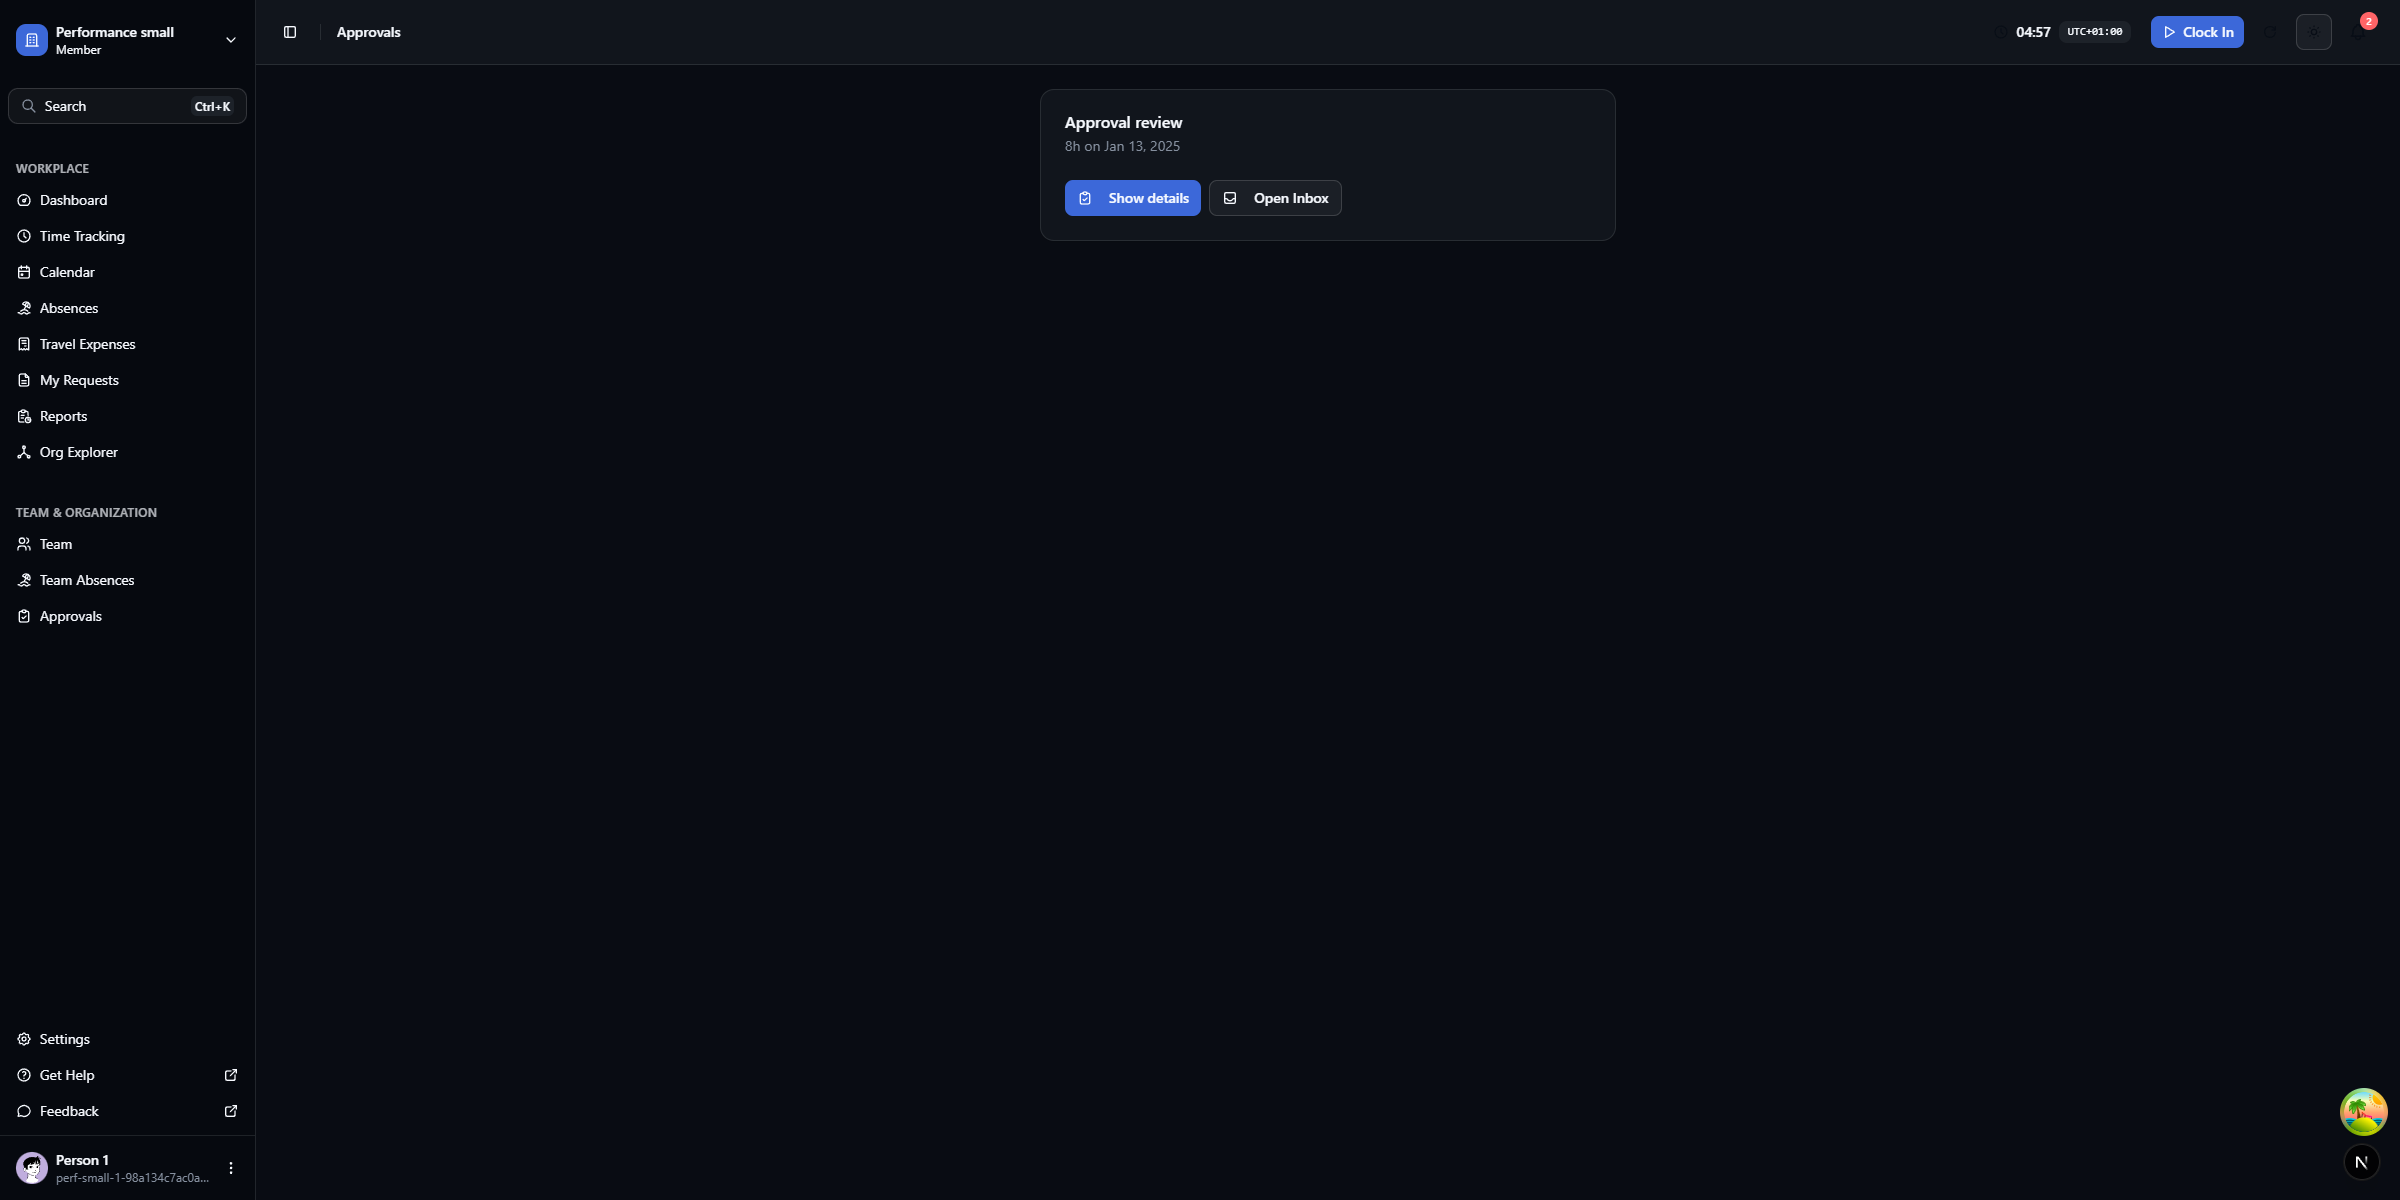 Performance small
Member
Search
Ctrl+K
WORKPLACE
Dashboard
Time Tracking
Calendar
Absences
Travel Expenses
My Requests
Reports
Org Explorer
TEAM & ORGANIZATION
Team
Team Absences
Approvals
Settings
Get Help
Feedback
Person 1
perf-small-1-98a134c7ac0a...
Approvals
04:57
UTC+01:00
Clock In
2
Approval review
8h on Jan 13, 2025
Show details
Open Inbox
N